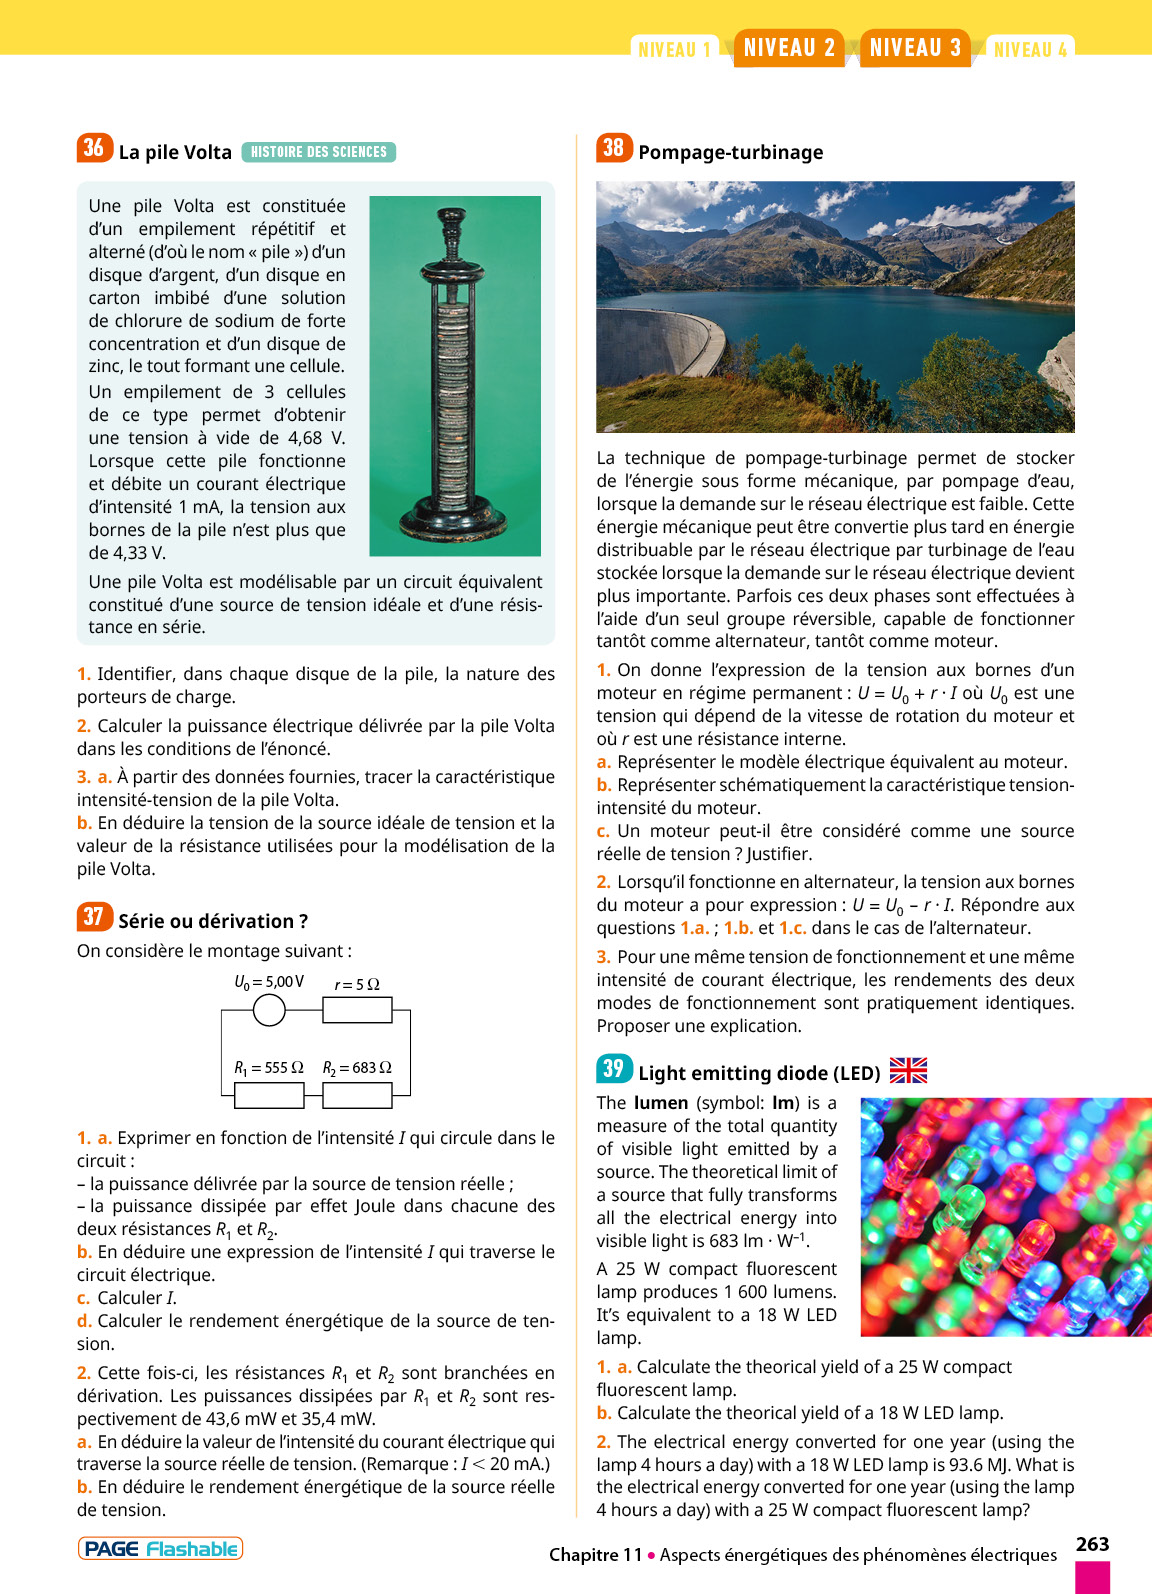 NIVEAU 1 NIVEAU 2 NIVEAU 3 NIVEAU 4
36 La pile Volta HISTOIRE DES SCIENCES
Une pile Volta est constituée
d’un empilement répétitif et
alterné (d’où le nom « pile ») d’un
disque d’argent, d’un disque en
carton imbibé d’une solution
de chlorure de sodium de forte
concentration et d’un disque de
zinc, le tout formant une cellule.
Un empilement de 3 cellules
de ce type permet d’obtenir
une tension à vide de 4,68 V.
Lorsque cette pile fonctionne
et débite un courant électrique
d’intensité 1 mA, la tension aux
bornes de la pile n’est plus que
de 4,33 V.
Une pile Volta est modélisable par un circuit équivalent
constitué d’une source de tension idéale et d’une résis-
tance en série.
1. Identifier, dans chaque disque de la pile, la nature des
porteurs de charge.
2. Calculer la puissance électrique délivrée par la pile Volta
dans les conditions de l’énoncé.
3. a. À partir des données fournies, tracer la caractéristique
intensité-tension de la pile Volta.
b. En déduire la tension de la source idéale de tension et la
valeur de la résistance utilisées pour la modélisation de la
pile Volta.
37 Série ou dérivation ?
On considère le montage suivant :
U₀ = 5,00 V r = 5 Ω
R₁ = 555 Ω R₂ = 683 Ω
1. a. Exprimer en fonction de l’intensité I qui circule dans le
circuit :
– la puissance délivrée par la source de tension réelle ;
– la puissance dissipée par effet Joule dans chacune des
deux résistances R₁ et R₂.
b. En déduire une expression de l’intensité I qui traverse le
circuit électrique.
c. Calculer I.
d. Calculer le rendement énergétique de la source de ten-
sion.
2. Cette fois-ci, les résistances R₁ et R₂ sont branchées en
dérivation. Les puissances dissipées par R₁ et R₂ sont res-
pectivement de 43,6 mW et 35,4 mW.
a. En déduire la valeur de l’intensité du courant électrique qui
traverse la source réelle de tension. (Remarque : I < 20 mA.)
b. En déduire le rendement énergétique de la source réelle
de tension.
38 Pompage-turbinage
La technique de pompage-turbinage permet de stocker
de l’énergie sous forme mécanique, par pompage d’eau,
lorsque la demande sur le réseau électrique est faible. Cette
énergie mécanique peut être convertie plus tard en énergie
distribuable par le réseau électrique par turbinage de l’eau
stockée lorsque la demande sur le réseau électrique devient
plus importante. Parfois ces deux phases sont effectuées à
l’aide d’un seul groupe réversible, capable de fonctionner
tantôt comme alternateur, tantôt comme moteur.
1. On donne l’expression de la tension aux bornes d’un
moteur en régime permanent : U = U₀ + r · I où U₀ est une
tension qui dépend de la vitesse de rotation du moteur et
où r est une résistance interne.
a. Représenter le modèle électrique équivalent au moteur.
b. Représenter schématiquement la caractéristique tension-
intensité du moteur.
c. Un moteur peut-il être considéré comme une source
réelle de tension ? Justifier.
2. Lorsqu’il fonctionne en alternateur, la tension aux bornes
du moteur a pour expression : U = U₀ – r · I. Répondre aux
questions 1.a. ; 1.b. et 1.c. dans le cas de l’alternateur.
3. Pour une même tension de fonctionnement et une même
intensité de courant électrique, les rendements des deux
modes de fonctionnement sont pratiquement identiques.
Proposer une explication.
39 Light emitting diode (LED)
The lumen (symbol: lm) is a
measure of the total quantity
of visible light emitted by a
source. The theoretical limit of
a source that fully transforms
all the electrical energy into
visible light is 683 lm · W⁻¹.
A 25 W compact fluorescent
lamp produces 1 600 lumens.
It’s equivalent to a 18 W LED
lamp.
1. a. Calculate the theorical yield of a 25 W compact
fluorescent lamp.
b. Calculate the theorical yield of a 18 W LED lamp.
2. The electrical energy converted for one year (using the
lamp 4 hours a day) with a 18 W LED lamp is 93.6 MJ. What is
the electrical energy converted for one year (using the lamp
4 hours a day) with a 25 W compact fluorescent lamp?
PAGE Flashable
Chapitre 11 • Aspects énergétiques des phénomènes électriques 263